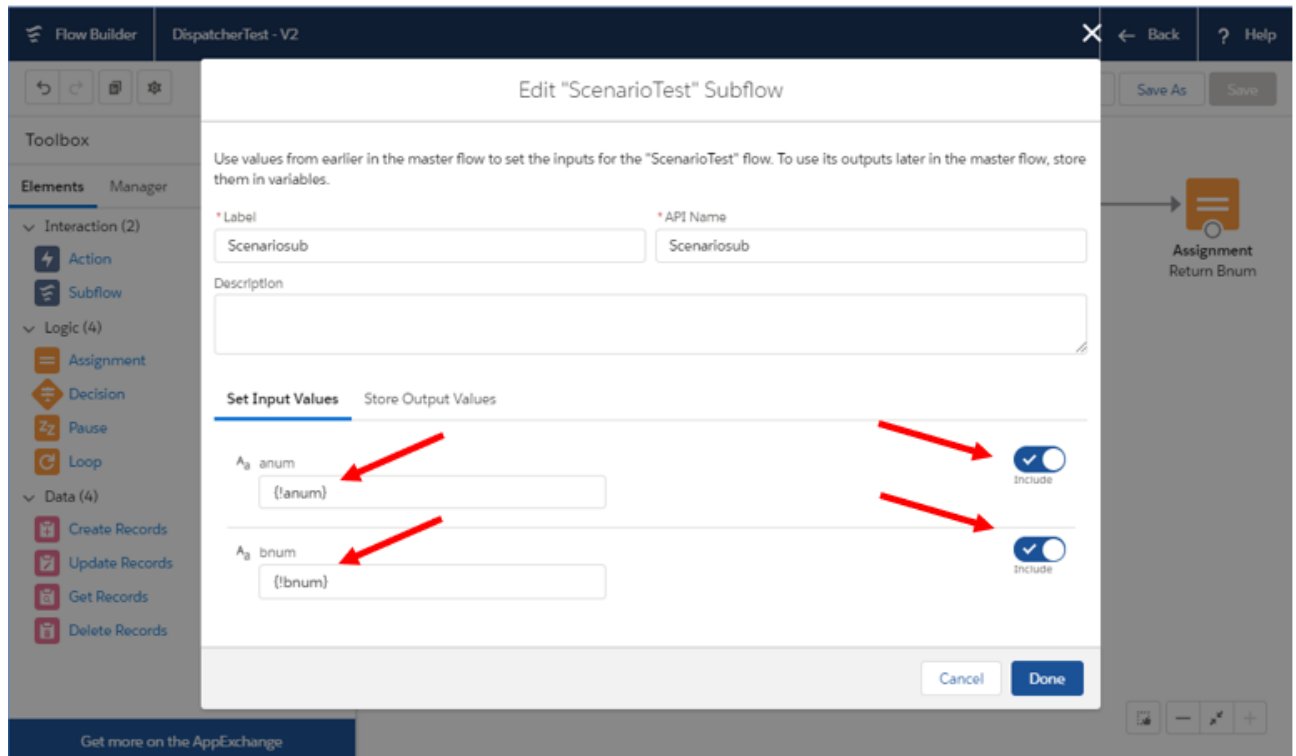 Flow Builder
DispatcherTest - V2
← Back
? Help
Save As
Save
Toolbox
Elements
Manager
Interaction (2)
Action
Subflow
Logic (4)
Assignment
Decision
Pause
Loop
Data (4)
Create Records
Update Records
Get Records
Delete Records
Get more on the AppExchange
Edit "ScenarioTest" Subflow
Use values from earlier in the master flow to set the inputs for the "ScenarioTest" flow. To use its outputs later in the master flow, store
them in variables.
* Label
Scenariosub
* API Name
Scenariosub
Description
Set Input Values
Store Output Values
Aa anum
{!anum}
Include
Aa bnum
{!bnum}
Include
Cancel
Done
Assignment
Return Bnum